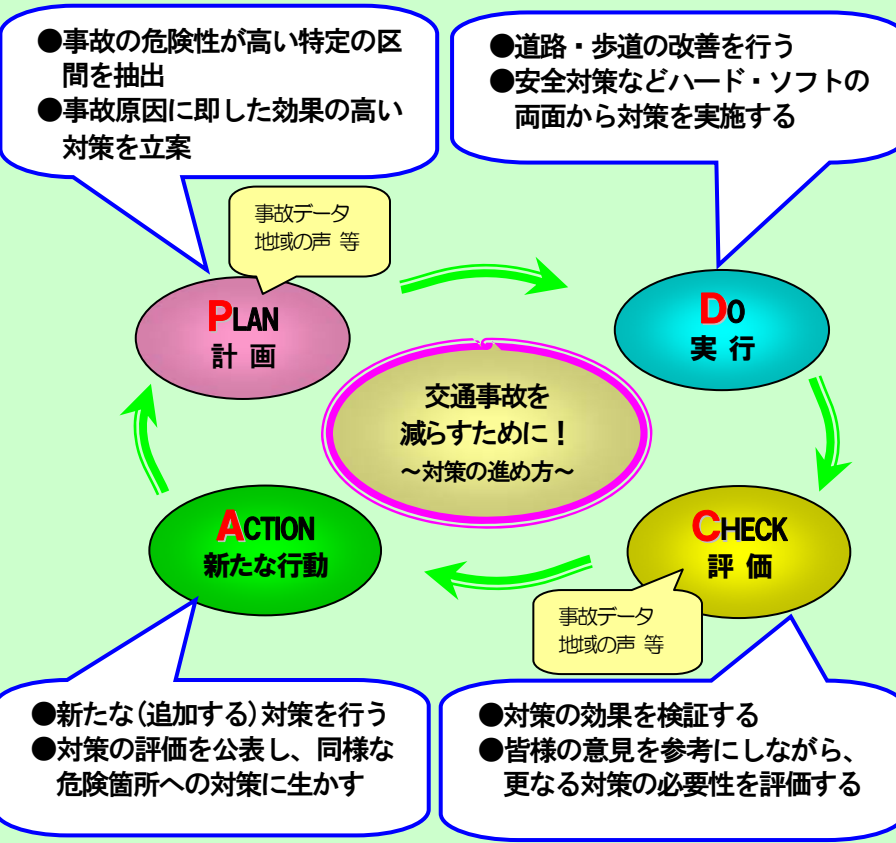 ●事故の危険性が高い特定の区
間を抽出
●事故原因に即した効果の高い
対策を立案
●道路・歩道の改善を行う
●安全対策などハード・ソフトの
両面から対策を実施する
事故データ
地域の声 等
PLAN
計 画
DO
実 行
交通事故を
減らすために！
～対策の進め方～
ACTION
新たな行動
CHECK
評 価
事故データ
地域の声 等
●新たな(追加する)対策を行う
●対策の評価を公表し、同様な
危険箇所への対策に生かす
●対策の効果を検証する
●皆様の意見を参考にしながら、
更なる対策の必要性を評価する